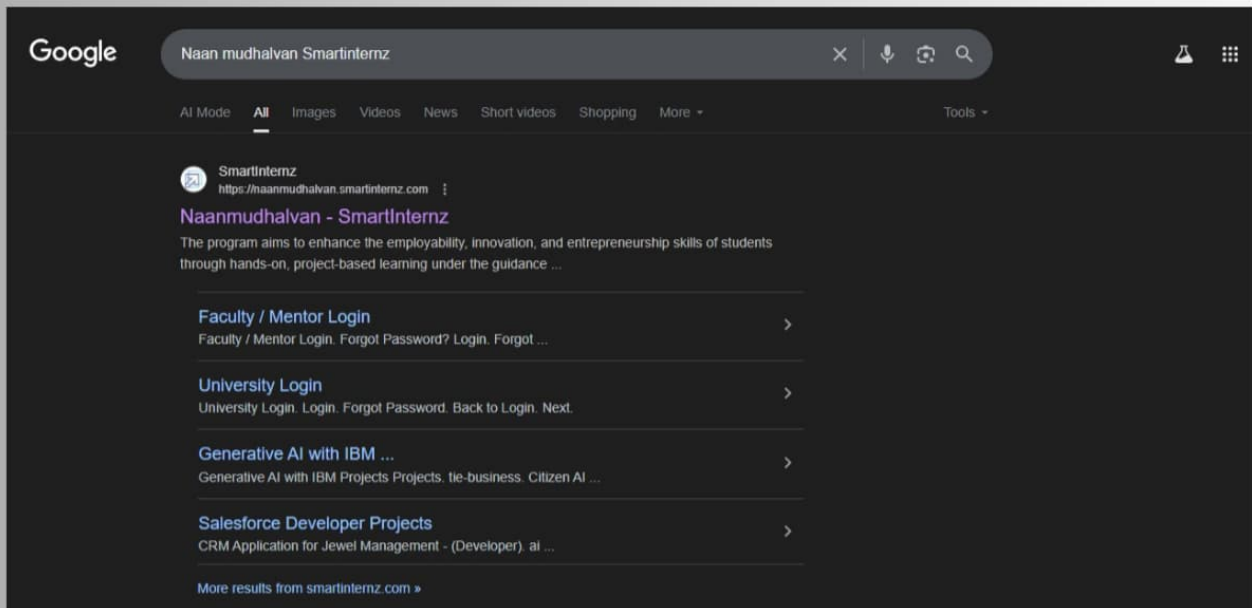 Google
Naan mudhalvan Smartinternz
AI Mode All Images Videos News Short videos Shopping More Tools
SmartInternz
https://naanmudhalvan.smartinternz.com
Naanmudhalvan - SmartInternz
The program aims to enhance the employability, innovation, and entrepreneurship skills of students
through hands-on, project-based learning under the guidance ...
Faculty / Mentor Login
Faculty / Mentor Login. Forgot Password? Login. Forgot ...
University Login
University Login. Login. Forgot Password. Back to Login. Next.
Generative AI with IBM ...
Generative AI with IBM Projects Projects. tie-business. Citizen AI ...
Salesforce Developer Projects
CRM Application for Jewel Management - (Developer). ai ...
More results from smartinternz.com »